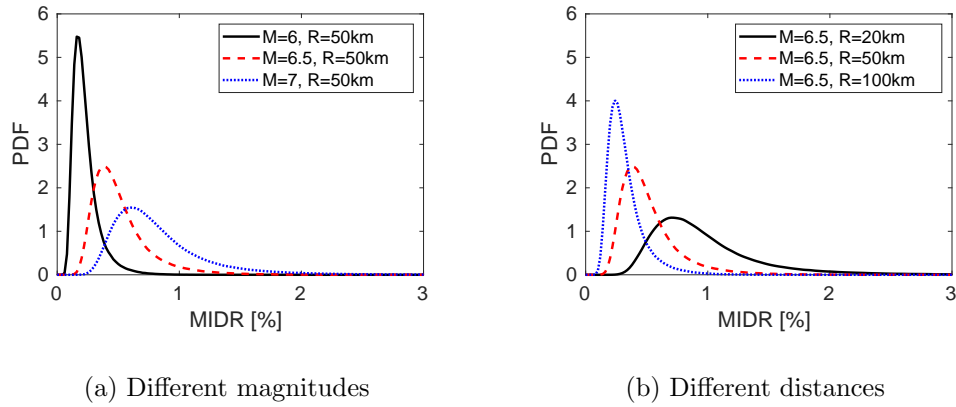 6
5
4
3
2
1
0
PDF
0
1
2
3
MIDR [%]
M=6, R=50km
M=6.5, R=50km
M=7, R=50km
(a) Different magnitudes
6
5
4
3
2
1
0
PDF
0
1
2
3
MIDR [%]
M=6.5, R=20km
M=6.5, R=50km
M=6.5, R=100km
(b) Different distances